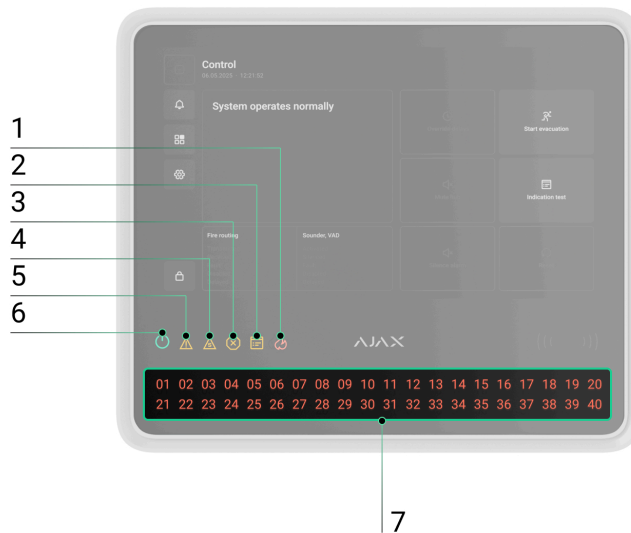 Control
06.05.2025 12:21:52
System operates normally
Start evacuation
Indication test
Fire routing
Sounder, VAD
1
2
3
4
5
6
AJAX
01 02 03 04 05 06 07 08 09 10 11 12 13 14 15 16 17 18 19 20
21 22 23 24 25 26 27 28 29 30 31 32 33 34 35 36 37 38 39 40
7